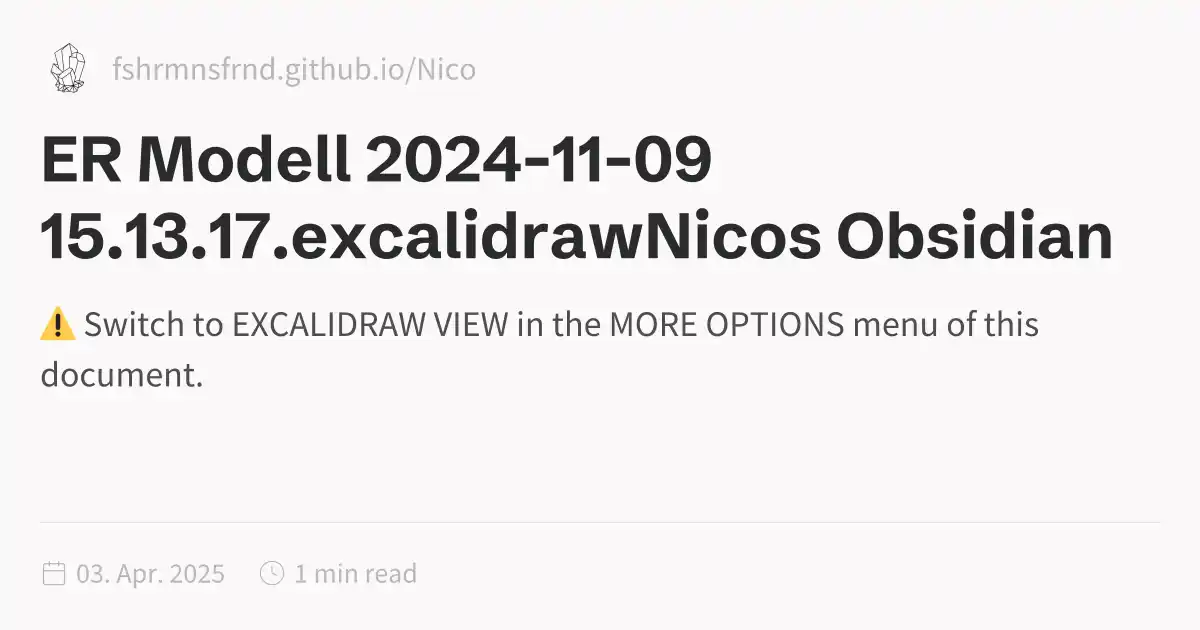 fshrmnsfrnd.github.io/Nico
ER Modell 2024-11-09
15.13.17.excalidrawNicos Obsidian
⚠️ Switch to EXCALIDRAW VIEW in the MORE OPTIONS menu of this
document.
03. Apr. 2025 1 min read